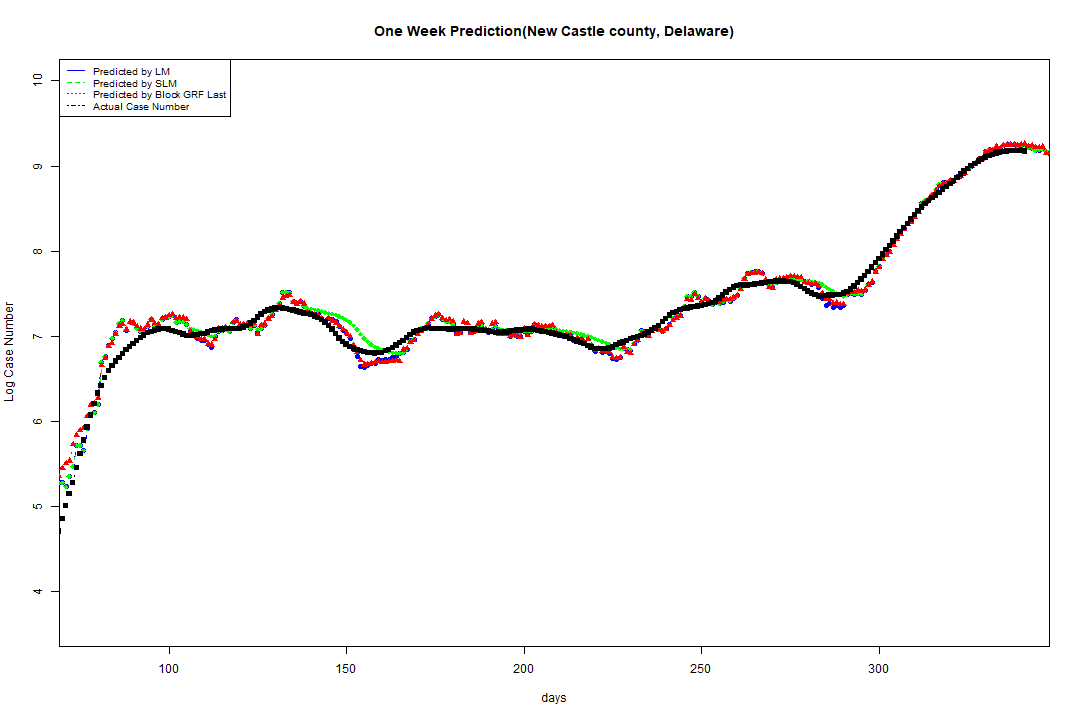 One Week Prediction(New Castle county, Delaware)
Predicted by LM
Predicted by SLM
Predicted by Block GRF Last
Actual Case Number
10
9
8
7
6
5
4
Log Case Number
100 150 200 250 300
days